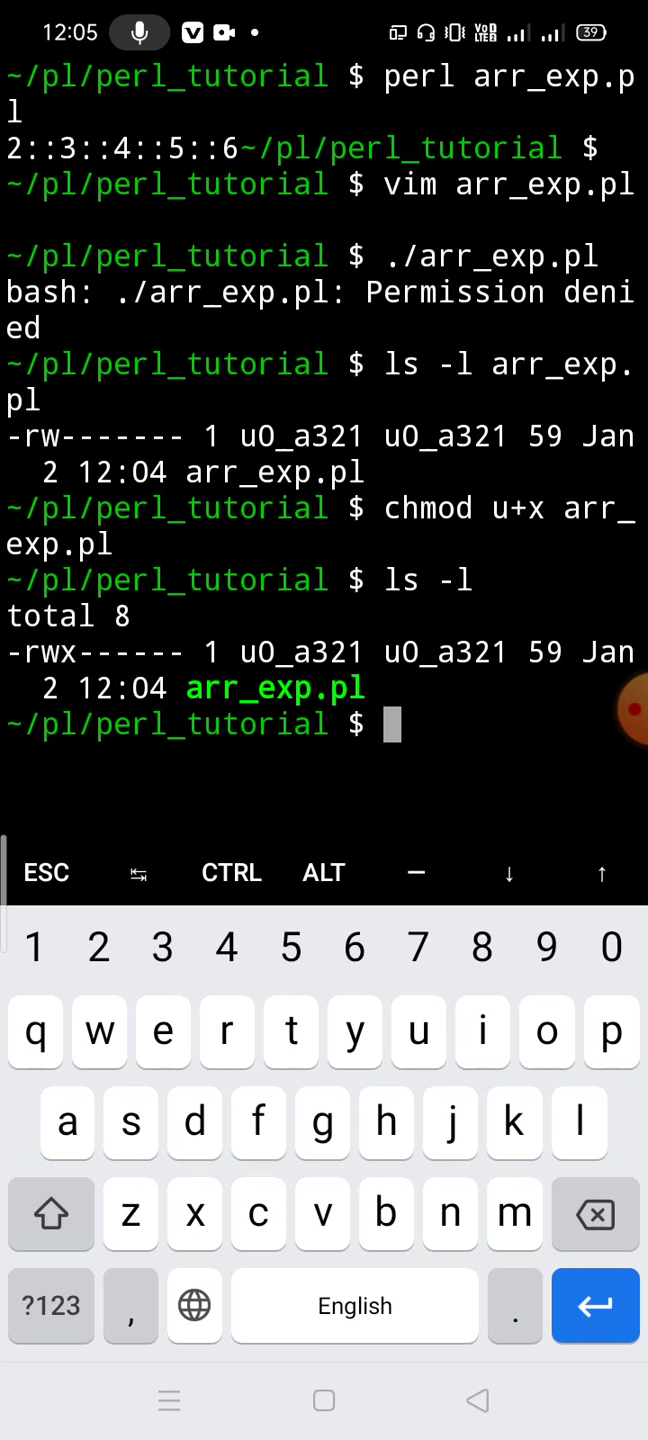 12:05 VoD LTE2 39
~/pl/perl_tutorial $ perl arr_exp.p
l
2::3::4::5::6~/pl/perl_tutorial $
~/pl/perl_tutorial $ vim arr_exp.pl
~/pl/perl_tutorial $ ./arr_exp.pl
bash: ./arr_exp.pl: Permission deni
ed
~/pl/perl_tutorial $ ls -l arr_exp.
pl
-rw------- 1 u0_a321 u0_a321 59 Jan
2 12:04 arr_exp.pl
~/pl/perl_tutorial $ chmod u+x arr_
exp.pl
~/pl/perl_tutorial $ ls -l
total 8
-rwx------ 1 u0_a321 u0_a321 59 Jan
2 12:04 arr_exp.pl
~/pl/perl_tutorial $
ESC ↹ CTRL ALT — ↓ ↑
1 2 3 4 5 6 7 8 9 0
q w e r t y u i o p
a s d f g h j k l
z x c v b n m
?123 , English .